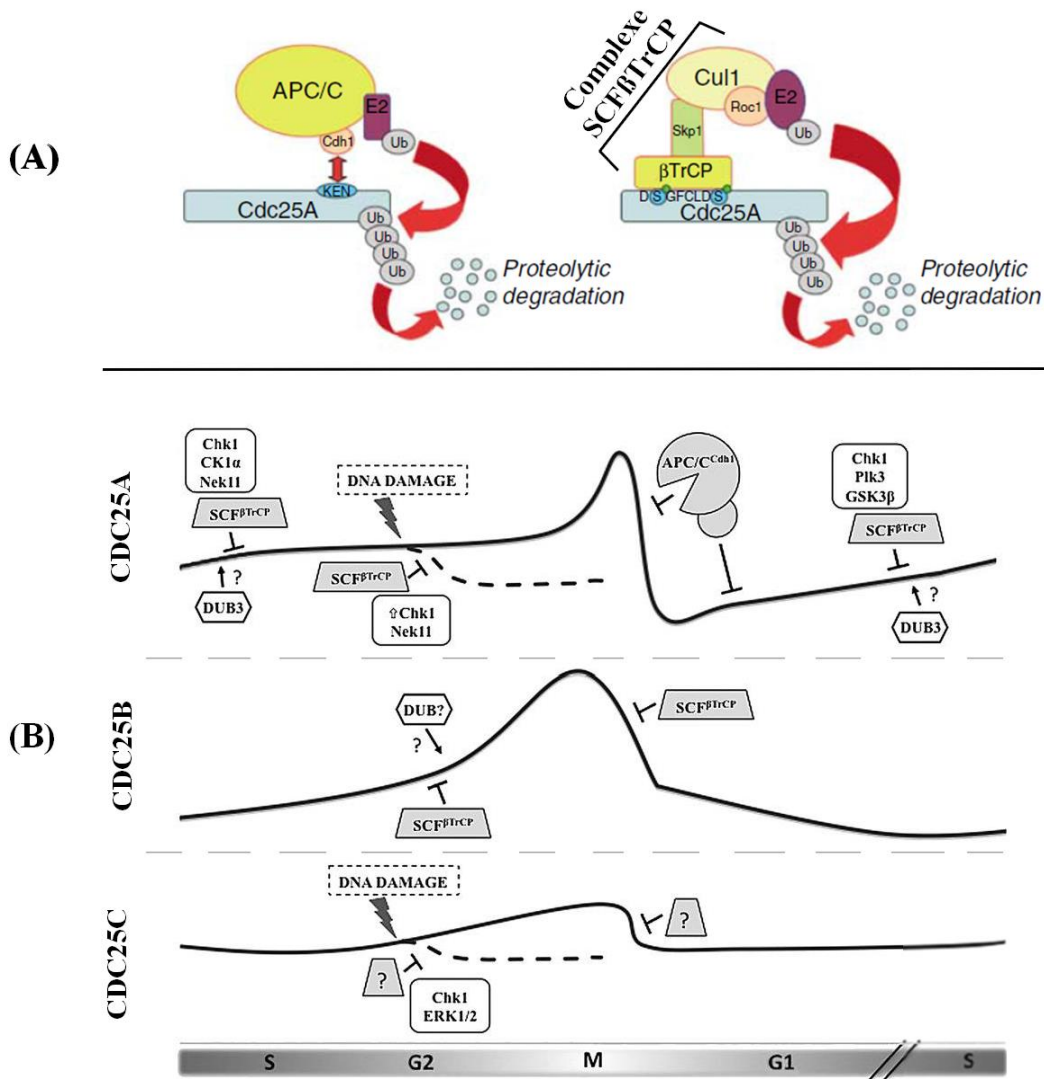 (A)
APC/C
E2
Cdh1
Ub
KEN
Cdc25A
Ub
Ub
Ub
Ub
Proteolytic
degradation
Complexe
SCFβTrCP
Cul1
Roc1
E2
Skp1
Ub
βTrCP
DSGFCLDS
Cdc25A
Ub
Ub
Ub
Ub
Proteolytic
degradation
(B)
CDC25A
Chk1
CK1α
Nek11
SCFβTrCP
?
DUB3
DNA DAMAGE
SCFβTrCP
⇧Chk1
Nek11
APC/CCdh1
Chk1
Plk3
GSK3β
SCFβTrCP
?
DUB3
CDC25B
DUB?
?
SCFβTrCP
SCFβTrCP
CDC25C
DNA DAMAGE
?
Chk1
ERK1/2
?
S G2 M G1 S